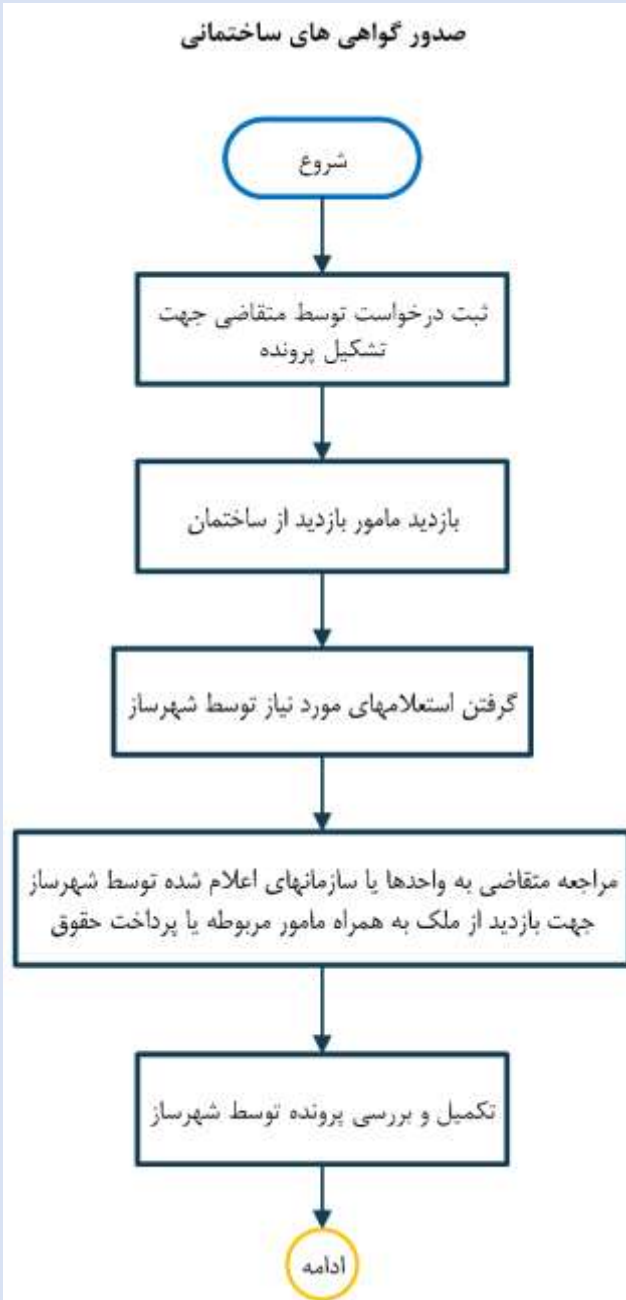 صدور گواهی های ساختمانی
شروع
ثبت درخواست توسط متقاضی جهت
تشکیل پرونده
بازدید مامور بازدید از ساختمان
گرفتن استعلامهای مورد نیاز توسط شهرساز
مراجعه متقاضی به واحدها یا سازمانهای اعلام شده توسط شهرساز
جهت بازدید از ملک به همراه مامور مربوطه یا پرداخت حقوق
تکمیل و بررسی پرونده توسط شهرساز
ادامه